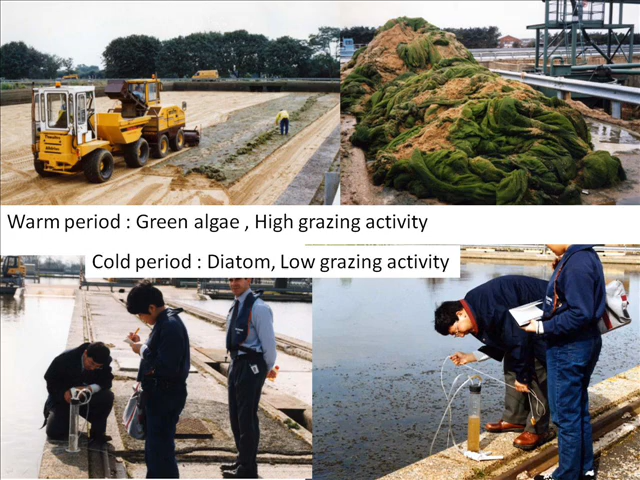 Warm period : Green algae , High grazing activity
Cold period : Diatom, Low grazing activity